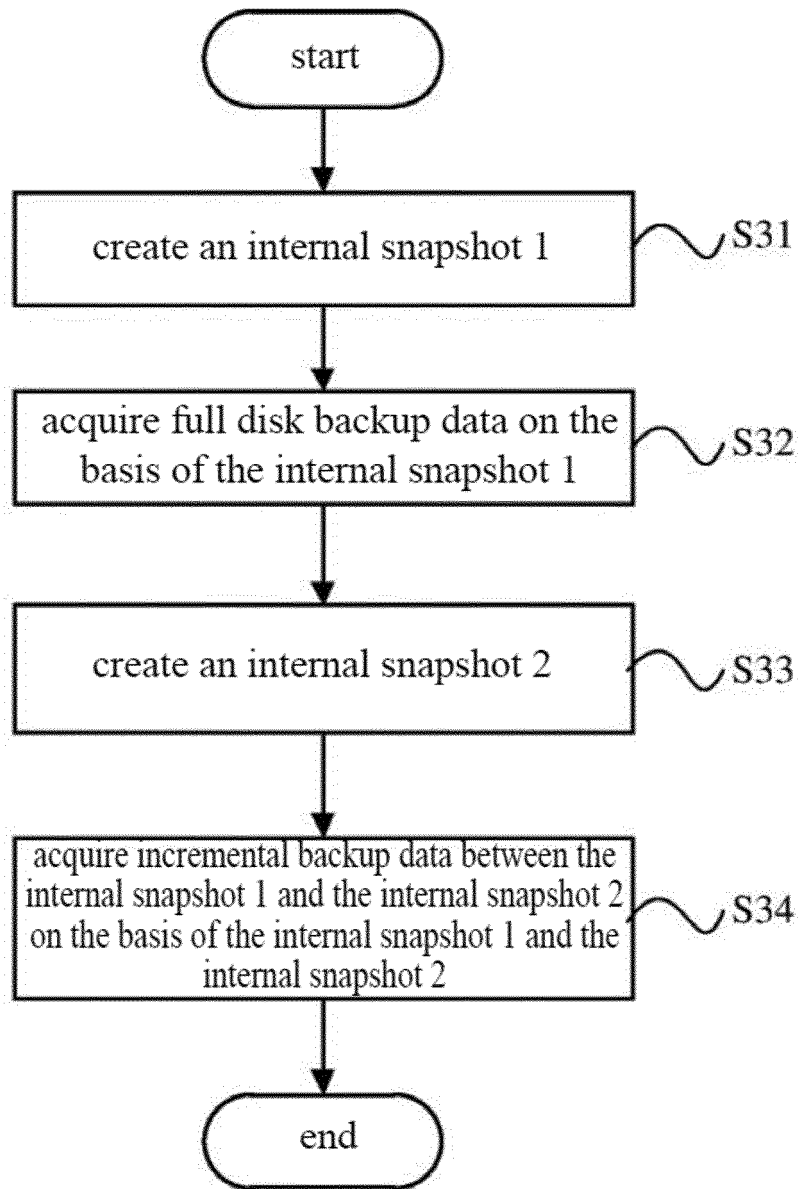 start
create an internal snapshot 1
S31
acquire full disk backup data on the
basis of the internal snapshot 1
S32
create an internal snapshot 2
S33
acquire incremental backup data between the
internal snapshot 1 and the internal snapshot 2
on the basis of the internal snapshot 1 and the
internal snapshot 2
S34
end